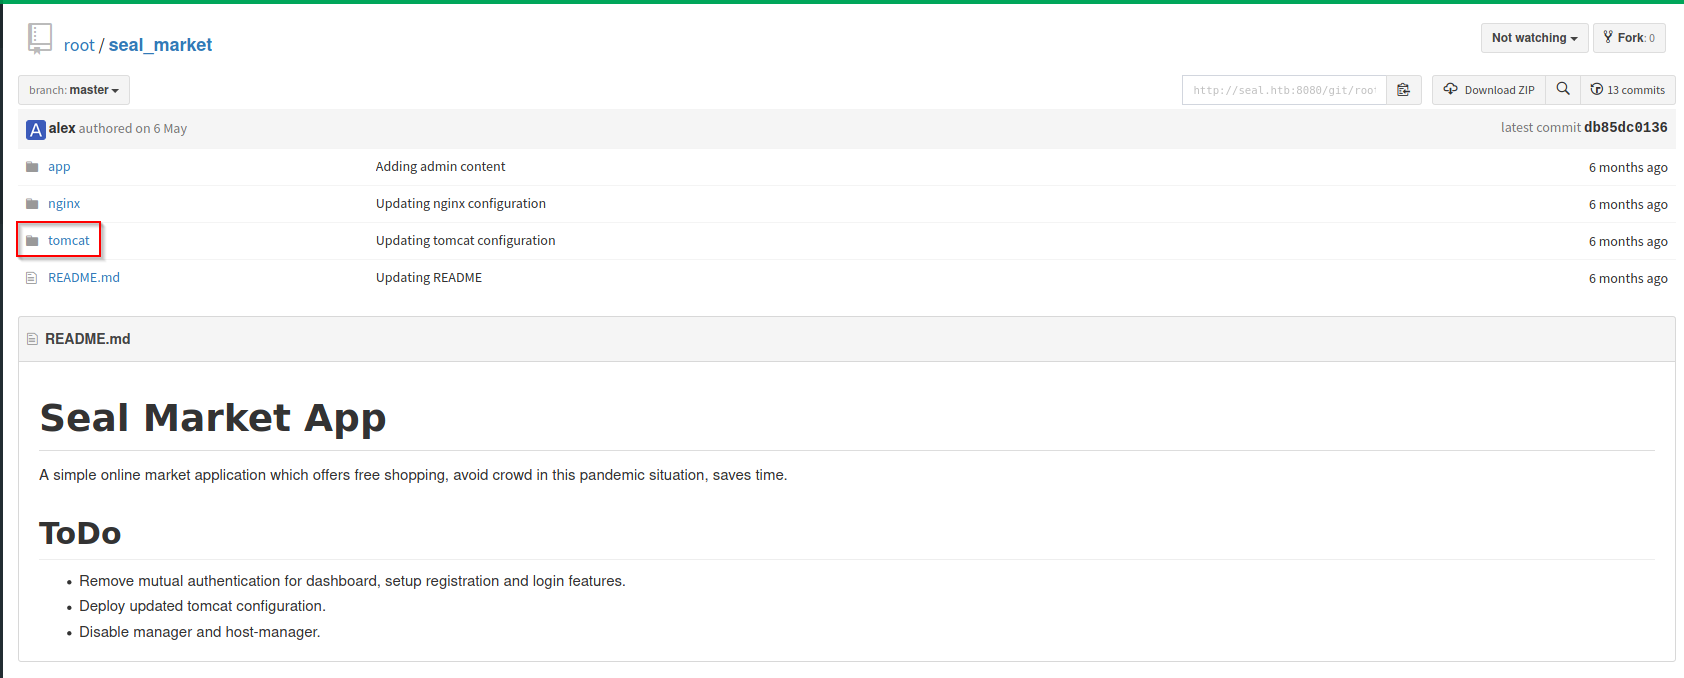 root / seal_market
Not watching
Fork: 0
branch: master
http://seal.htb:8080/git/root
Download ZIP
13 commits
A alex authored on 6 May
latest commit db85dc0136
app Adding admin content 6 months ago
nginx Updating nginx configuration 6 months ago
tomcat Updating tomcat configuration 6 months ago
README.md Updating README 6 months ago
README.md
Seal Market App
A simple online market application which offers free shopping, avoid crowd in this pandemic situation, saves time.
ToDo
• Remove mutual authentication for dashboard, setup registration and login features.
• Deploy updated tomcat configuration.
• Disable manager and host-manager.